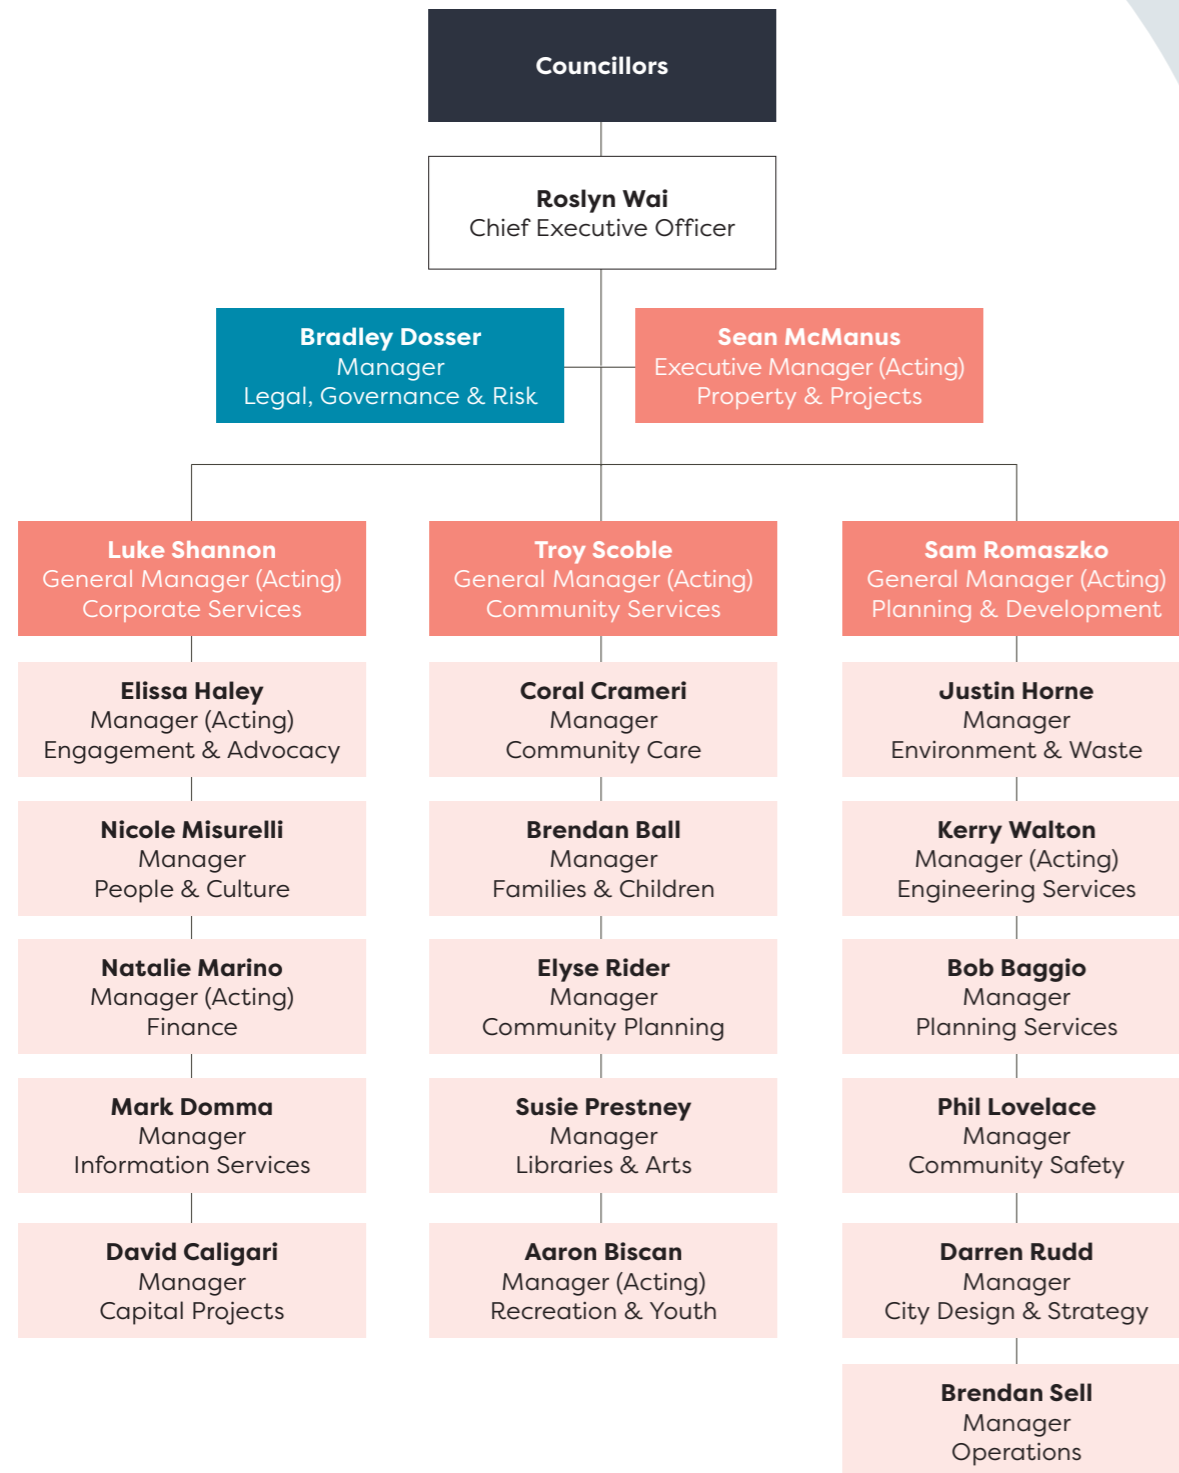 Councillors
Roslyn Wai
Chief Executive Officer
Bradley Dosser
Manager
Legal, Governance & Risk
Sean McManus
Executive Manager (Acting)
Property & Projects
Luke Shannon
General Manager (Acting)
Corporate Services
Elissa Haley
Manager (Acting)
Engagement & Advocacy
Nicole Misurelli
Manager
People & Culture
Natalie Marino
Manager (Acting)
Finance
Mark Domma
Manager
Information Services
David Caligari
Manager
Capital Projects
Troy Scoble
General Manager (Acting)
Community Services
Coral Crameri
Manager
Community Care
Brendan Ball
Manager
Families & Children
Elyse Rider
Manager
Community Planning
Susie Prestney
Manager
Libraries & Arts
Aaron Biscan
Manager (Acting)
Recreation & Youth
Sam Romaszko
General Manager (Acting)
Planning & Development
Justin Horne
Manager
Environment & Waste
Kerry Walton
Manager (Acting)
Engineering Services
Bob Baggio
Manager
Planning Services
Phil Lovelace
Manager
Community Safety
Darren Rudd
Manager
City Design & Strategy
Brendan Sell
Manager
Operations